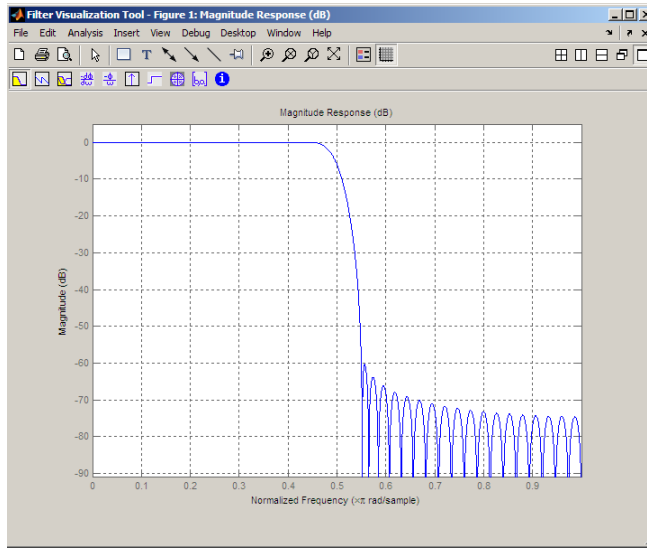 Filter Visualization Tool - Figure 1: Magnitude Response (dB)
File Edit Analysis Insert View Debug Desktop Window Help
T
Magnitude Response (dB)
0
-10
-20
-30
-40
-50
-60
-70
-80
-90
Magnitude (dB)
0 0.1 0.2 0.3 0.4 0.5 0.6 0.7 0.8 0.9
Normalized Frequency (×π rad/sample)